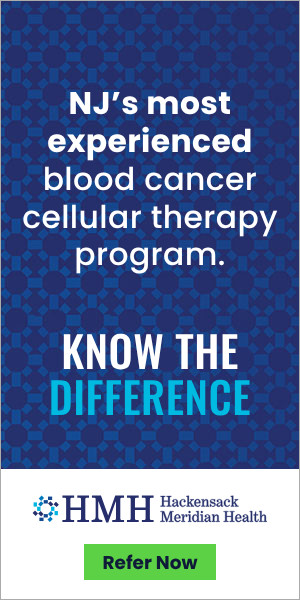 NJ’s most
experienced
blood cancer
cellular therapy
program.
KNOW THE
DIFFERENCE
HMH Hackensack
Meridian Health
Refer Now